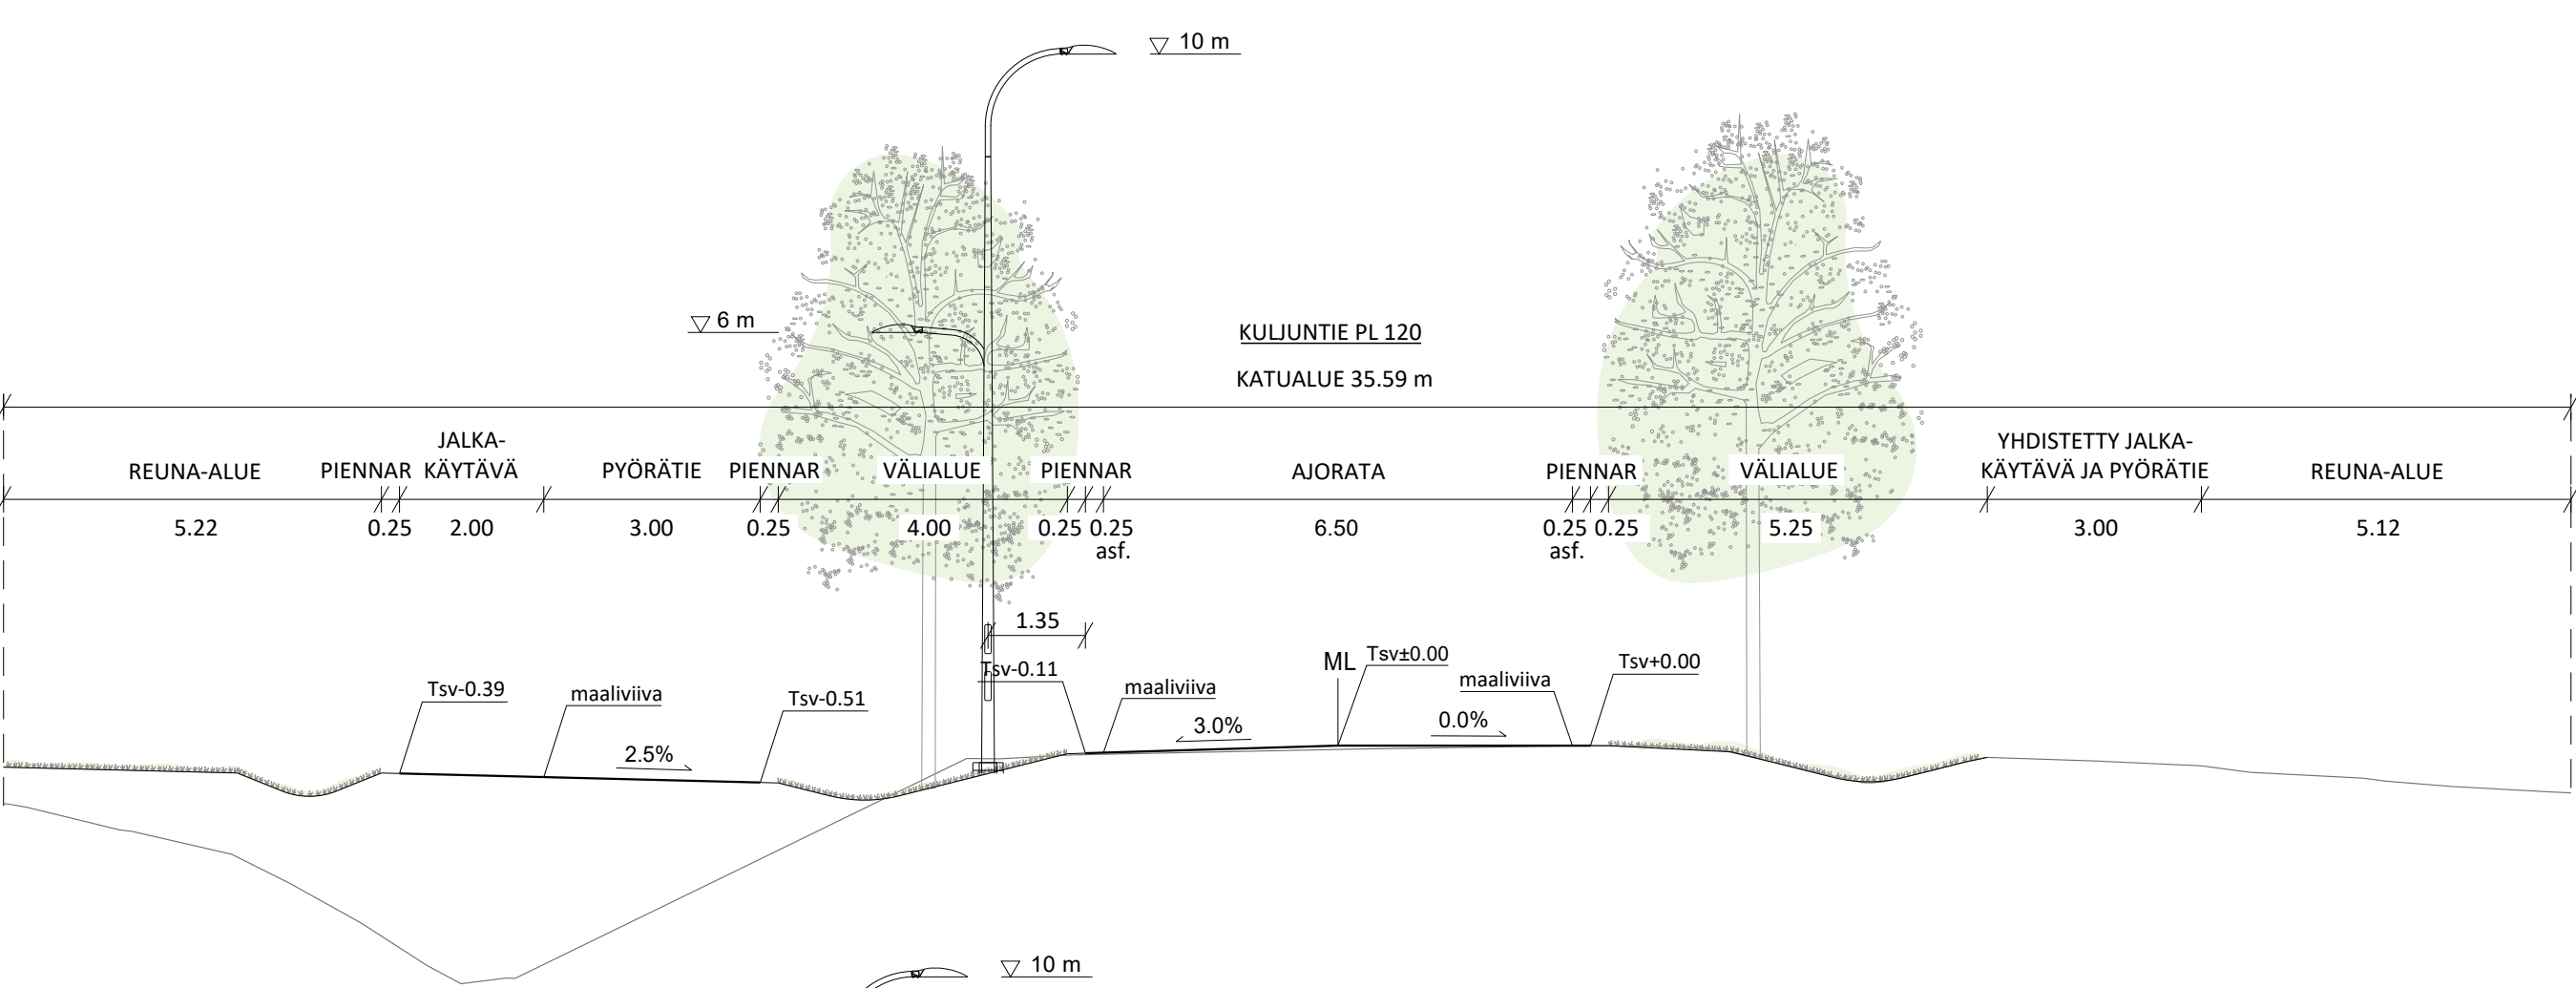 10 m
6 m
KULJUNTIE PL 120
KATUALUE 35.59 m
REUNA-ALUE
PIENNAR
JALKA-
KÄYTÄVÄ
PYÖRÄTIE
PIENNAR
VÄLIALUE
PIENNAR
AJORATA
PIENNAR
VÄLIALUE
YHDISTETTY JALKA-
KÄYTÄVÄ JA PYÖRÄTIE
REUNA-ALUE
5.22
0.25
2.00
3.00
0.25
4.00
0.25
0.25
asf.
6.50
0.25
asf.
0.25
5.25
3.00
5.12
1.35
Tsv-0.39
maaliviiva
2.5%
Tsv-0.51
Tsv-0.11
maaliviiva
3.0%
ML
Tsv±0.00
0.0%
maaliviiva
Tsv+0.00
10 m